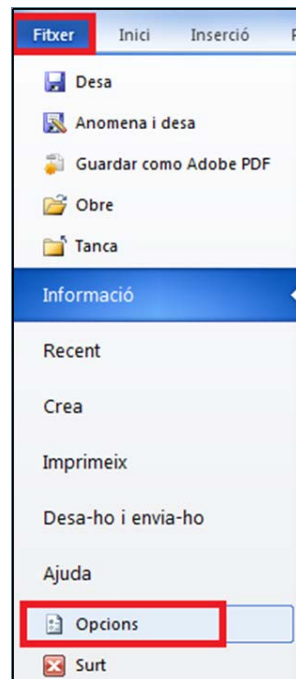 Fitxer Inici Inserció
Desa
Anomena i desa
Guardar como Adobe PDF
Obre
Tanca
Informació
Recent
Crea
Imprimeix
Desa-ho i envia-ho
Ajuda
Opcions
Surt